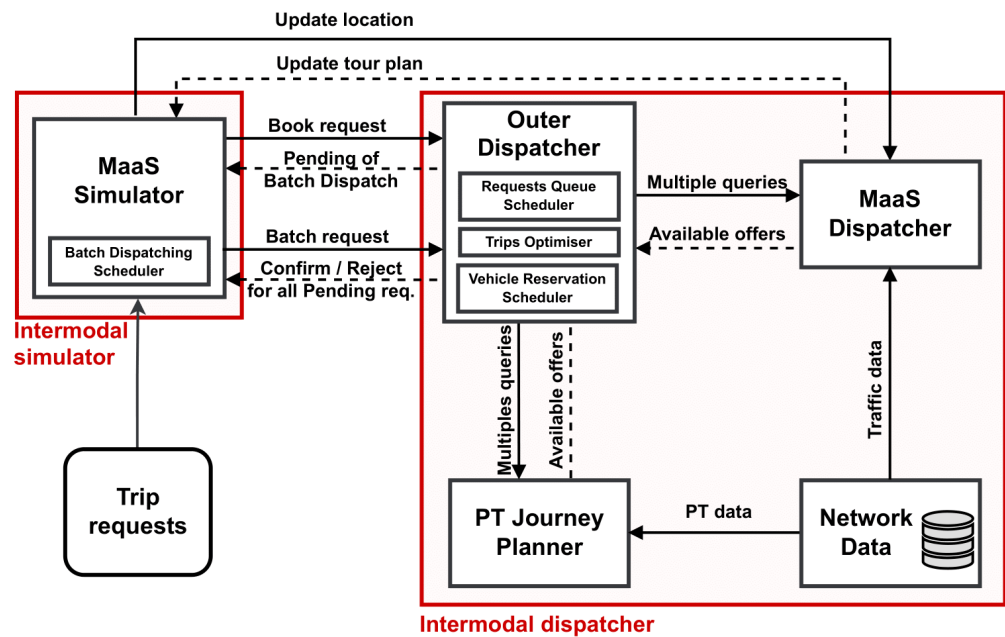 Update location
Update tour plan
Book request
Pending of
Batch Dispatch
Batch request
Confirm / Reject
for all Pending req.
MaaS
Simulator
Batch Dispatching
Scheduler
Intermodal
simulator
Trip
requests
Outer
Dispatcher
Requests Queue
Scheduler
Trips Optimiser
Vehicle Reservation
Scheduler
Multiple queries
Available offers
MaaS
Dispatcher
Multiples queries
Available offers
Traffic data
PT Journey
Planner
PT data
Network
Data
Intermodal dispatcher